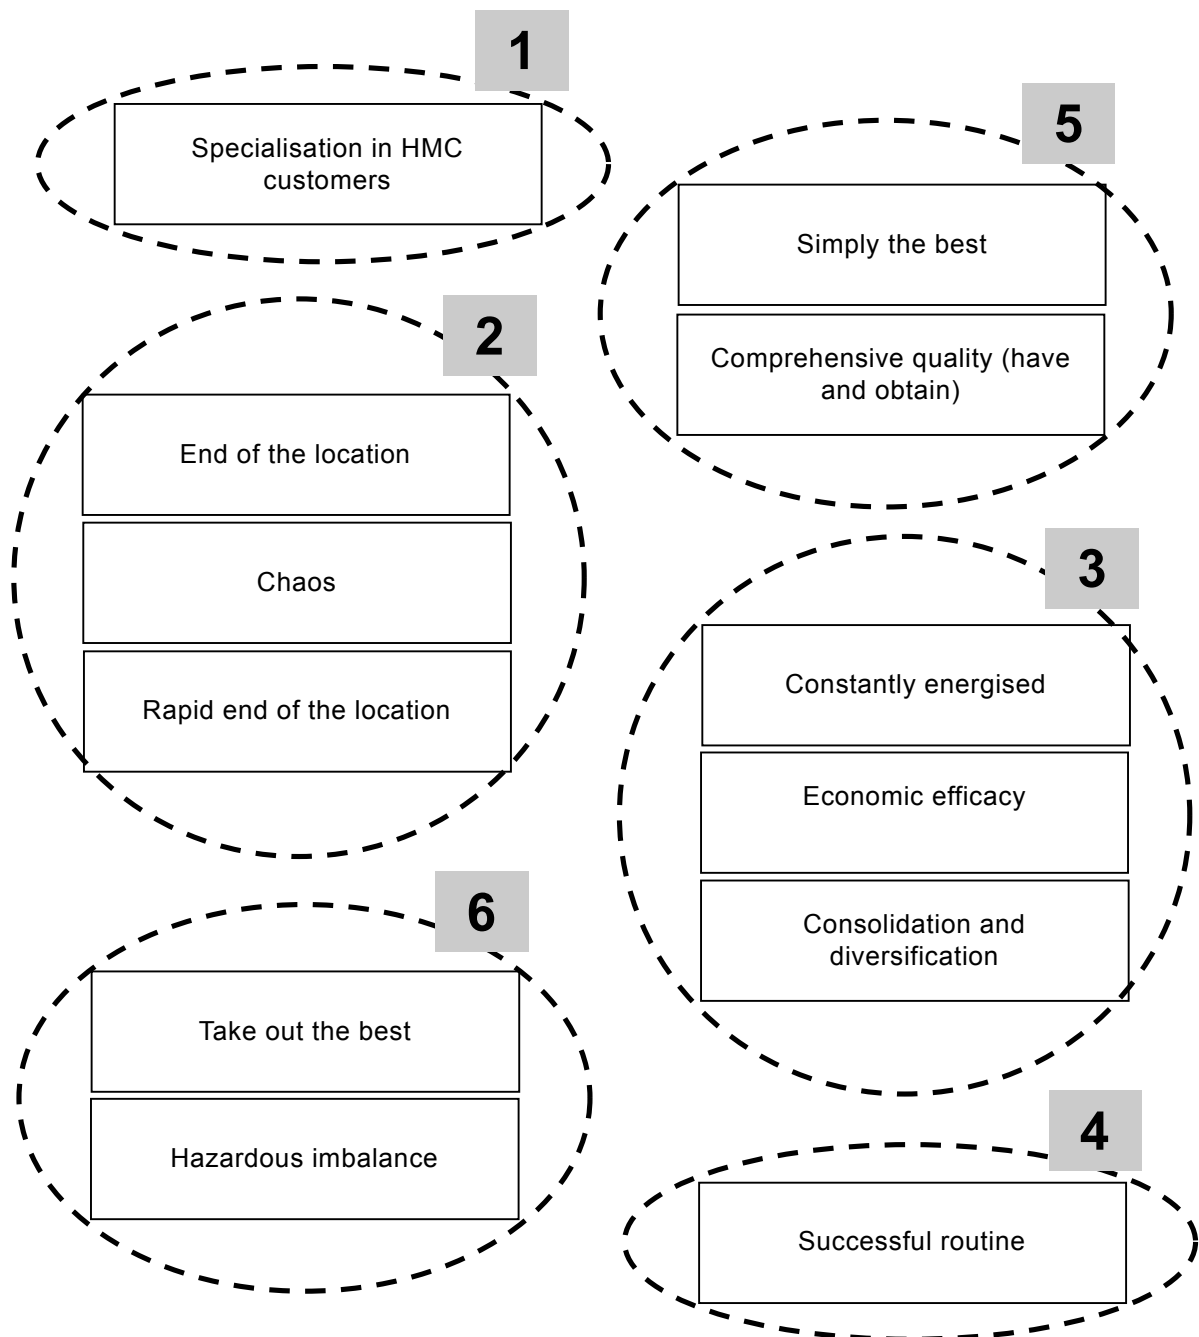 1
Specialisation in HMC
customers
2
End of the location
Chaos
Rapid end of the location
6
Take out the best
Hazardous imbalance
5
Simply the best
Comprehensive quality (have
and obtain)
3
Constantly energised
Economic efficacy
Consolidation and
diversification
4
Successful routine